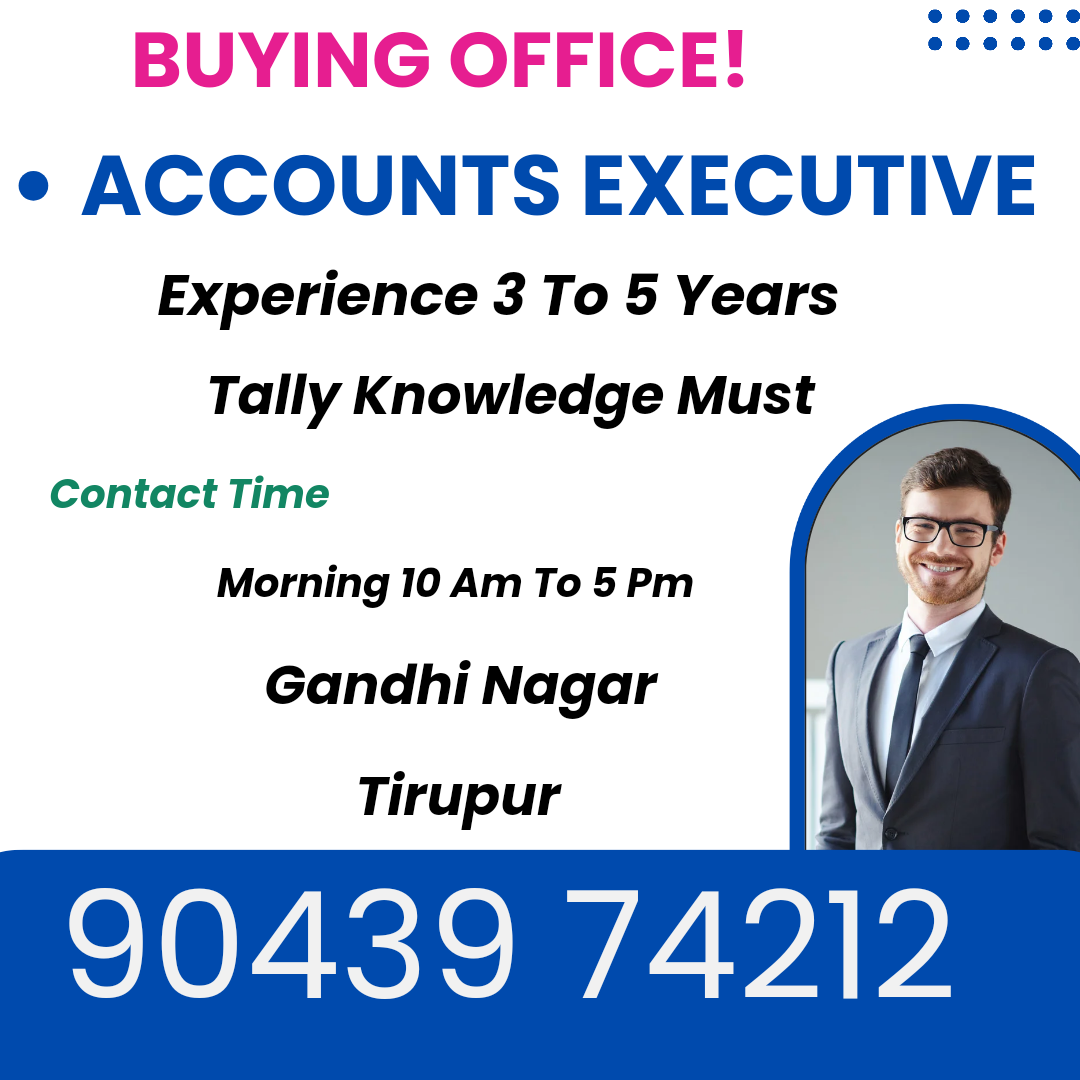 BUYING OFFICE!
• ACCOUNTS EXECUTIVE
Experience 3 To 5 Years
Tally Knowledge Must
Contact Time
Morning 10 Am To 5 Pm
Gandhi Nagar
Tirupur
90439 74212